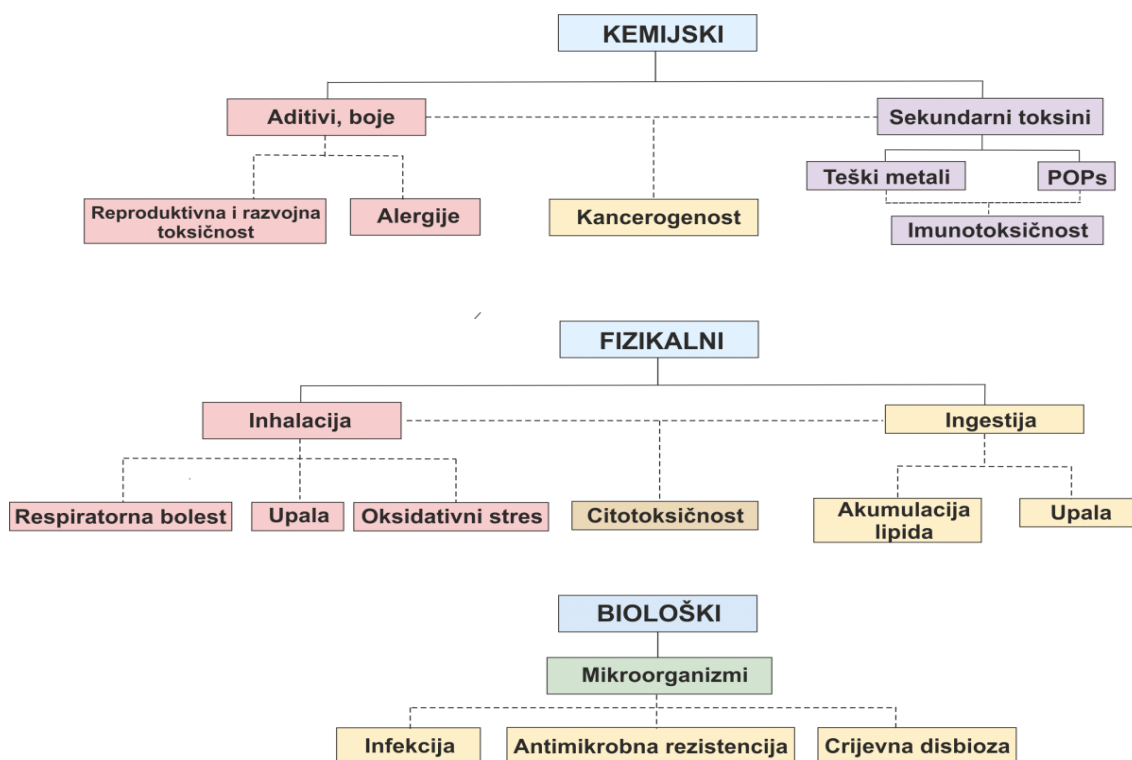 KEMIJSKI
Aditivi, boje
Sekundarni toksini
Teški metali
POPs
Reproduktivna i razvojna
toksičnost
Alergije
Kancerogenost
Imunotoksičnost
FIZIKALNI
Inhalacija
Ingestija
Respiratorna bolest
Upala
Oksidativni stres
Citotoksičnost
Akumulacija
lipida
Upala
BIOLOŠKI
Mikroorganizmi
Infekcija
Antimikrobna rezistencija
Crijevna disbioza